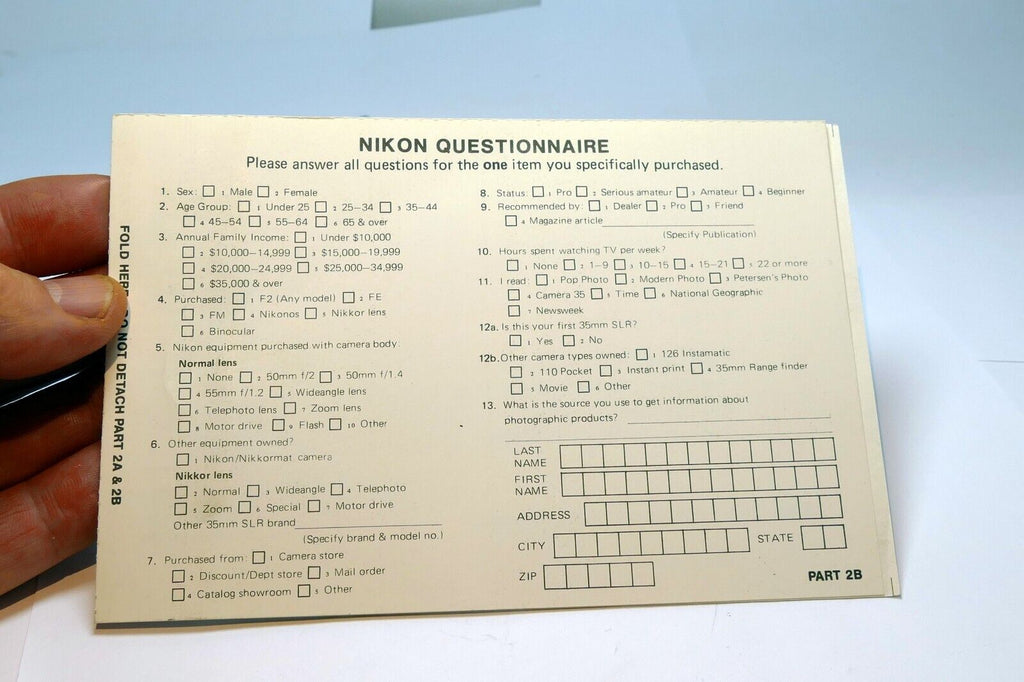 NIKON QUESTIONNAIRE
Please answer all questions for the one item you specifically purchased.
1. Sex: □ 1 Male □ 2 Female
2. Age Group: □ 1 Under 25 □ 2 25–34 □ 3 35–44
□ 4 45–54 □ 5 55–64 □ 6 65 & over
3. Annual Family Income: □ 1 Under $10,000
□ 2 $10,000–14,999 □ 3 $15,000–19,999
□ 4 $20,000–24,999 □ 5 $25,000–34,999
□ 6 $35,000 & over
4. Purchased: □ 1 F2 (Any model) □ 2 FE
□ 3 FM □ 4 Nikonos □ 5 Nikkor lens
□ 6 Binocular
5. Nikon equipment purchased with camera body:
Normal lens
□ 1 None □ 2 50mm f/2 □ 3 50mm f/1.4
□ 4 55mm f/1.2 □ 5 Wideangle lens
□ 6 Telephoto lens □ 7 Zoom lens
□ 8 Motor drive □ 9 Flash □ 10 Other
6. Other equipment owned?
□ 1 Nikon/Nikkormat camera
Nikkor lens
□ 2 Normal □ 3 Wideangle □ 4 Telephoto
□ 5 Zoom □ 6 Special □ 7 Motor drive
Other 35mm SLR brand
(Specify brand & model no.)
7. Purchased from: □ 1 Camera store
□ 2 Discount/Dept store □ 3 Mail order
□ 4 Catalog showroom □ 5 Other
8. Status: □ 1 Pro □ 2 Serious amateur □ 3 Amateur □ 4 Beginner
9. Recommended by: □ 1 Dealer □ 2 Pro □ 3 Friend
□ 4 Magazine article
(Specify Publication)
10. Hours spent watching TV per week?
□ 1 None □ 2 1–9 □ 3 10–15 □ 4 15–21 □ 5 22 or more
11. I read: □ 1 Pop Photo □ 2 Modern Photo □ 3 Petersen's Photo
□ 4 Camera 35 □ 5 Time □ 6 National Geographic
□ 7 Newsweek
12a. Is this your first 35mm SLR?
□ 1 Yes □ 2 No
12b. Other camera types owned: □ 1 126 Instamatic
□ 2 110 Pocket □ 3 Instant print □ 4 35mm Range finder
□ 5 Movie □ 6 Other
13. What is the source you use to get information about
photographic products?
LAST
NAME
FIRST
NAME
ADDRESS
CITY STATE
ZIP
PART 2B
FOLD HERE DO NOT DETACH PART 2A & 2B